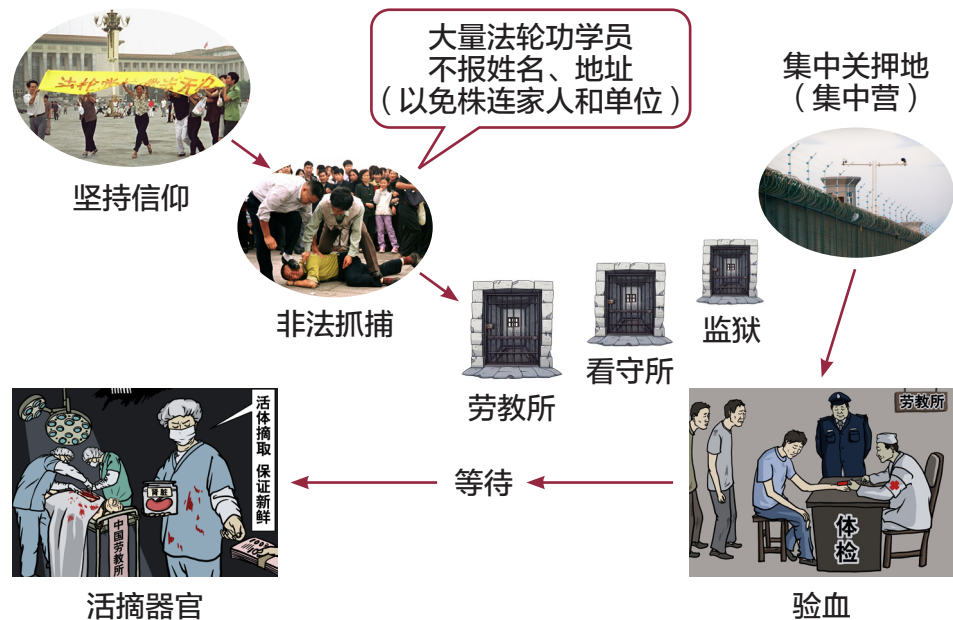 大量法轮功学员
不报姓名、地址
（以免株连家人和单位）
集中关押地
（集中营）
坚持信仰
非法抓捕
监狱
看守所
劳教所
活体摘取 保证新鲜
肾脏
中国劳教所
等待
劳教所
体检
活摘器官
验血